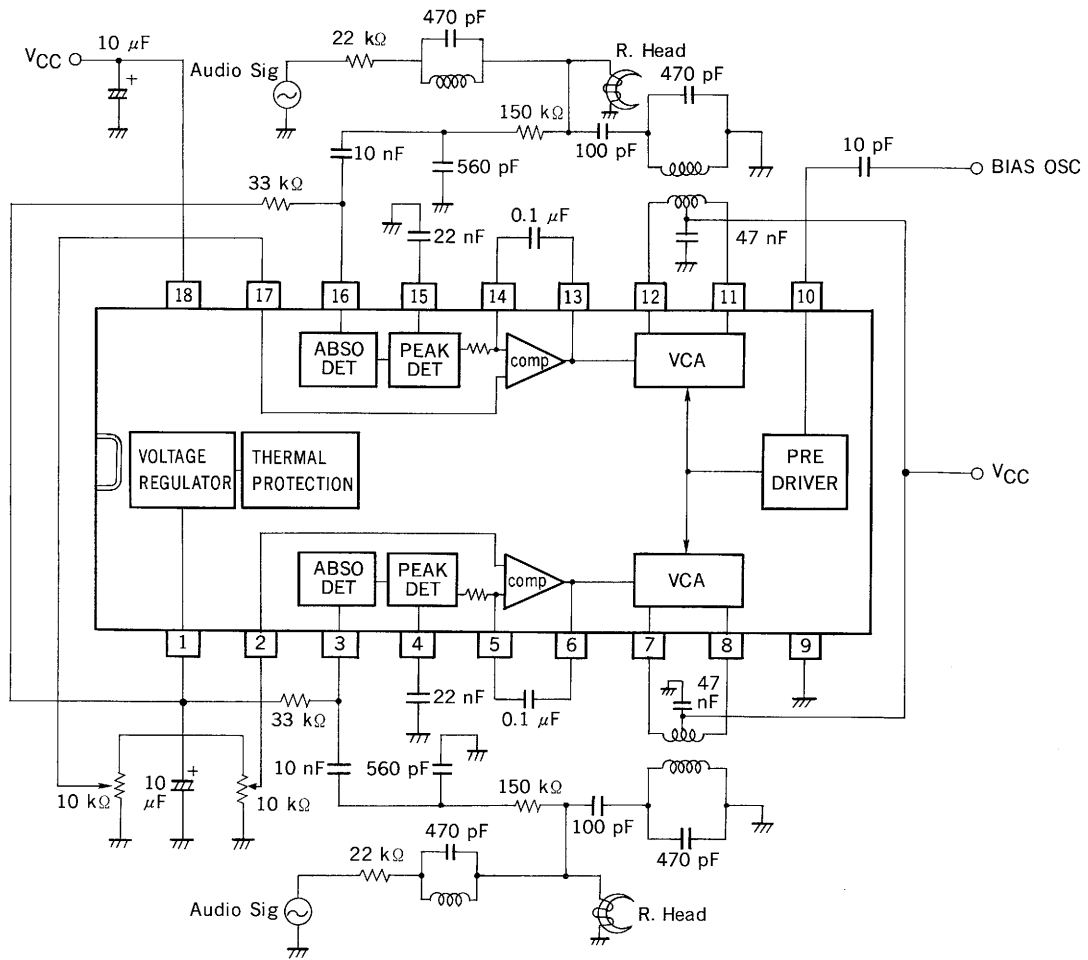 470 pF
10 μF
22 kΩ
R. Head
VCC
Audio Sig
470 pF
+
150 kΩ
10 pF
10 nF
100 pF
560 pF
BIAS OSC
33 kΩ
0.1 μF
22 nF
47 nF
18
17
16
15
14
13
12
11
10
ABSO
DET
PEAK
DET
comp
VCA
VOLTAGE
REGULATOR
THERMAL
PROTECTION
PRE
DRIVER
VCC
ABSO
DET
PEAK
DET
comp
VCA
1
2
3
4
5
6
7
8
9
22 nF
47
nF
33 kΩ
0.1 μF
10 nF
560 pF
+
150 kΩ
10 kΩ
10
μF
10 kΩ
100 pF
470 pF
470 pF
22 kΩ
Audio Sig
R. Head